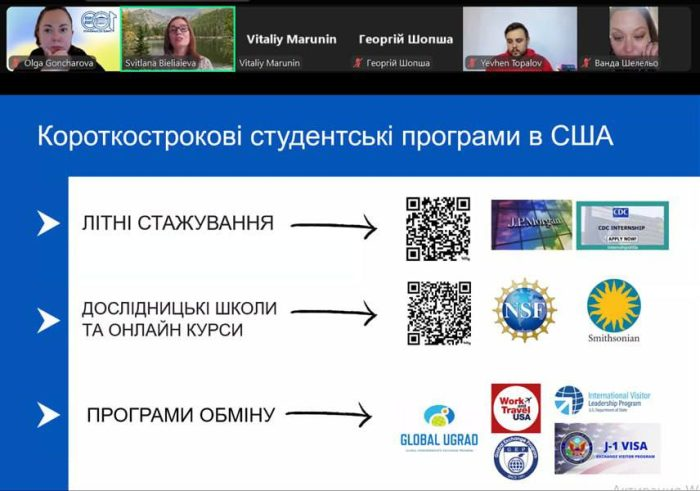 Vitaliy Marunin
Георгій Шопша
Olga Goncharova
Svitlana Bieliaieva
Vitaliy Marunin
Георгій Шопша
Yevhen Topalov
Ванда Шелельо
Короткострокові студентські програми в США
ЛІТНІ СТАЖУВАННЯ
J.P.Morgan
CDC
CDC INTERNSHIP
APPLY NOW!
ДОСЛІДНИЦЬКІ ШКОЛИ
ТА ОНЛАЙН КУРСИ
NSF
Smithsonian
ПРОГРАМИ ОБМІНУ
GLOBAL UGRAD
Work
and
Travel
USA
International Visitor
Leadership Program
U.S. Department of State
GEP
J-1 VISA
EXCHANGE VISITOR PROGRAM